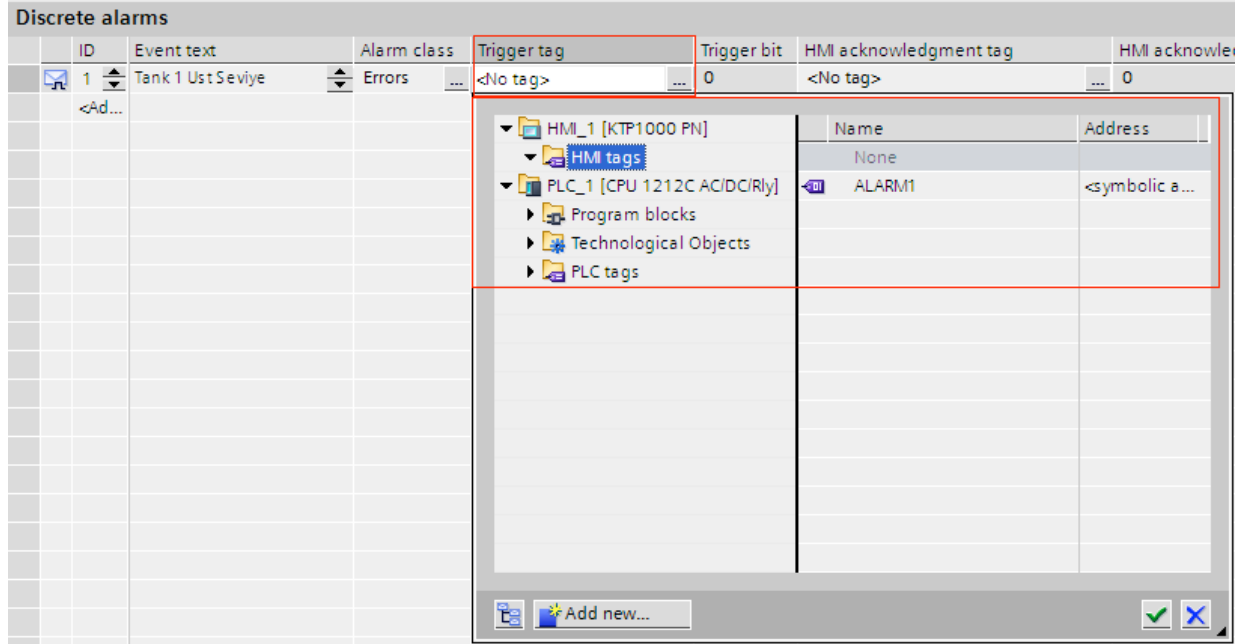 Discrete alarms
ID Event text Alarm class Trigger tag Trigger bit HMI acknowledgment tag HMI acknowled
1 Tank 1 Ust Seviye Errors ... <No tag> ... 0 <No tag> ... 0
<Ad...
HMI_1 [KTP1000 PN] Name Address
HMI tags None
PLC_1 [CPU 1212C AC/DC/Rly] ALARM1 <symbolic a...
Program blocks
Technological Objects
PLC tags
Add new...